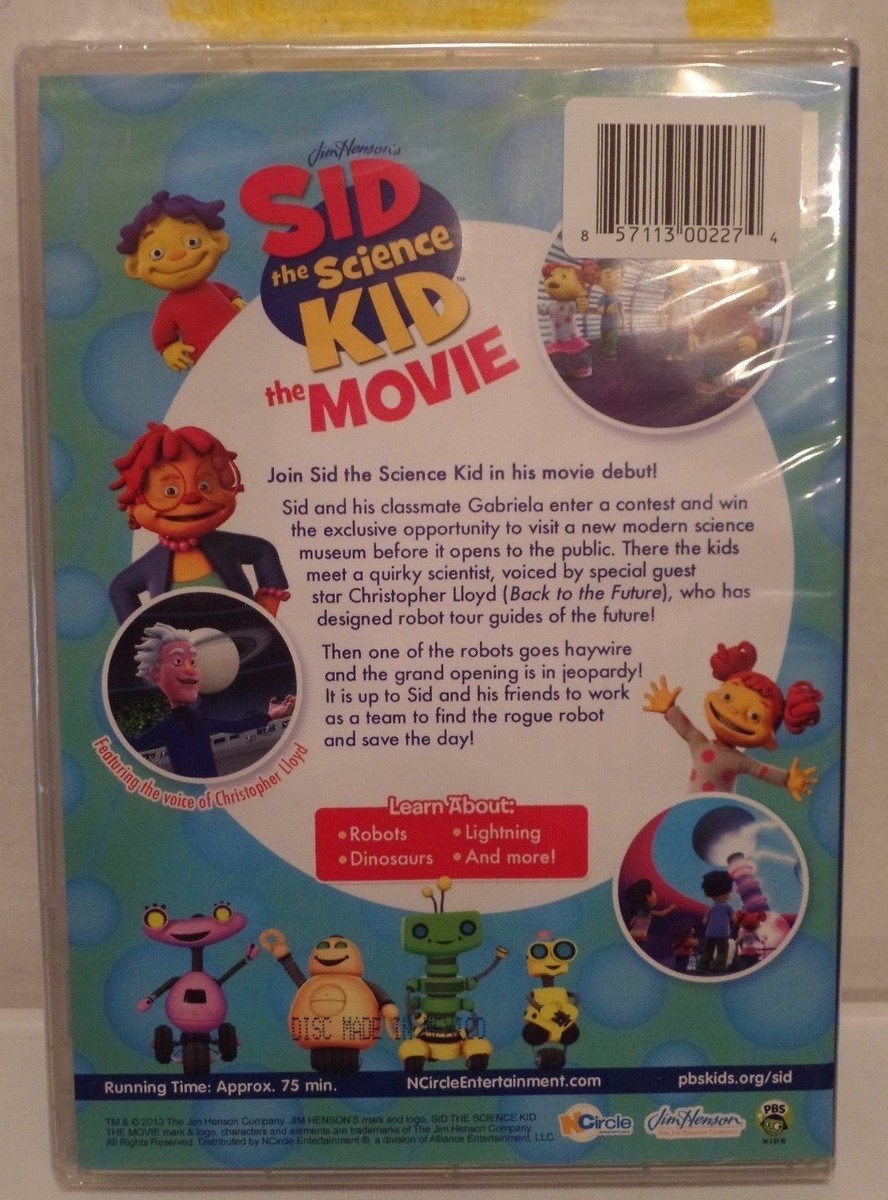 Jim Henson's
SID
the Science
KID™
the MOVIE
8 57113 00227 4
Join Sid the Science Kid in his movie debut!
Sid and his classmate Gabriela enter a contest and win
the exclusive opportunity to visit a new modern science
museum before it opens to the public. There the kids
meet a quirky scientist, voiced by special guest
star Christopher Lloyd (Back to the Future), who has
designed robot tour guides of the future!
Then one of the robots goes haywire
and the grand opening is in jeopardy!
It is up to Sid and his friends to work
as a team to find the rogue robot
and save the day!
Featuring the voice of Christopher Lloyd
Learn About:
• Robots • Lightning
• Dinosaurs • And more!
DISC MADE IN MEXICO
Running Time: Approx. 75 min. NCircleEntertainment.com pbskids.org/sid
TM & © 2013 The Jim Henson Company. JIM HENSON'S mark and logo, SID THE SCIENCE KID
THE MOVIE mark & logo, characters and elements are trademarks of The Jim Henson Company.
All Rights Reserved. Distributed by NCircle Entertainment ®, a division of Alliance Entertainment, LLC
NCircle
Jim Henson
PBS
KIDS